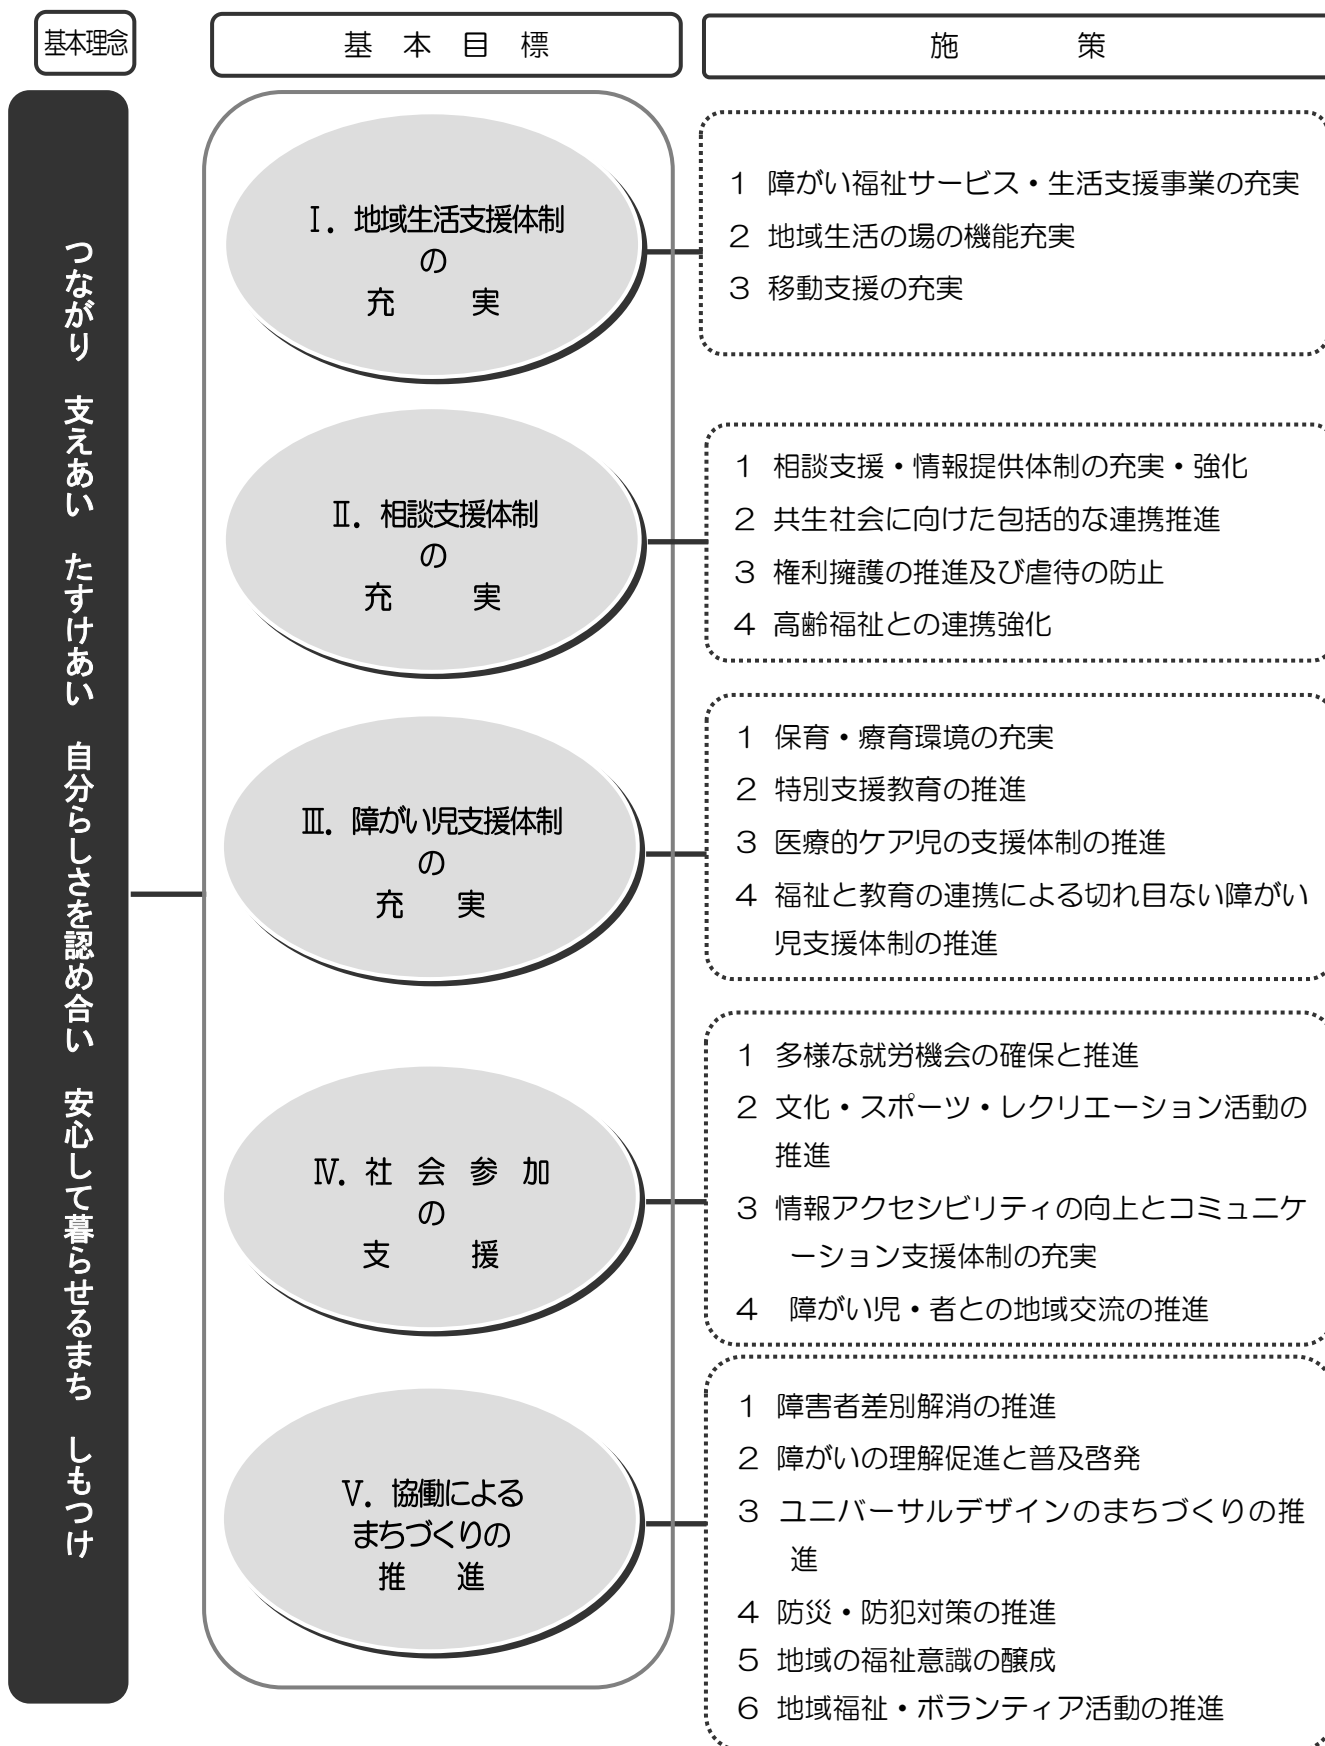 基本理念
基本目標
施策
つながり 支えあい たすけあい 自分らしさを認め合い 安心して暮らせるまち しもつけ
Ⅰ．地域生活支援体制
の
充実
1 障がい福祉サービス・生活支援事業の充実
2 地域生活の場の機能充実
3 移動支援の充実
Ⅱ．相談支援体制
の
充実
1 相談支援・情報提供体制の充実・強化
2 共生社会に向けた包括的な連携推進
3 権利擁護の推進及び虐待の防止
4 高齢福祉との連携強化
Ⅲ．障がい児支援体制
の
充実
1 保育・療育環境の充実
2 特別支援教育の推進
3 医療的ケア児の支援体制の推進
4 福祉と教育の連携による切れ目ない障がい
児支援体制の推進
Ⅳ．社会参加
の
支援
1 多様な就労機会の確保と推進
2 文化・スポーツ・レクリエーション活動の
推進
3 情報アクセシビリティの向上とコミュニケ
ーション支援体制の充実
4 障がい児・者との地域交流の推進
Ⅴ．協働による
まちづくりの
推進
1 障害者差別解消の推進
2 障がいの理解促進と普及啓発
3 ユニバーサルデザインのまちづくりの推
進
4 防災・防犯対策の推進
5 地域の福祉意識の醸成
6 地域福祉・ボランティア活動の推進